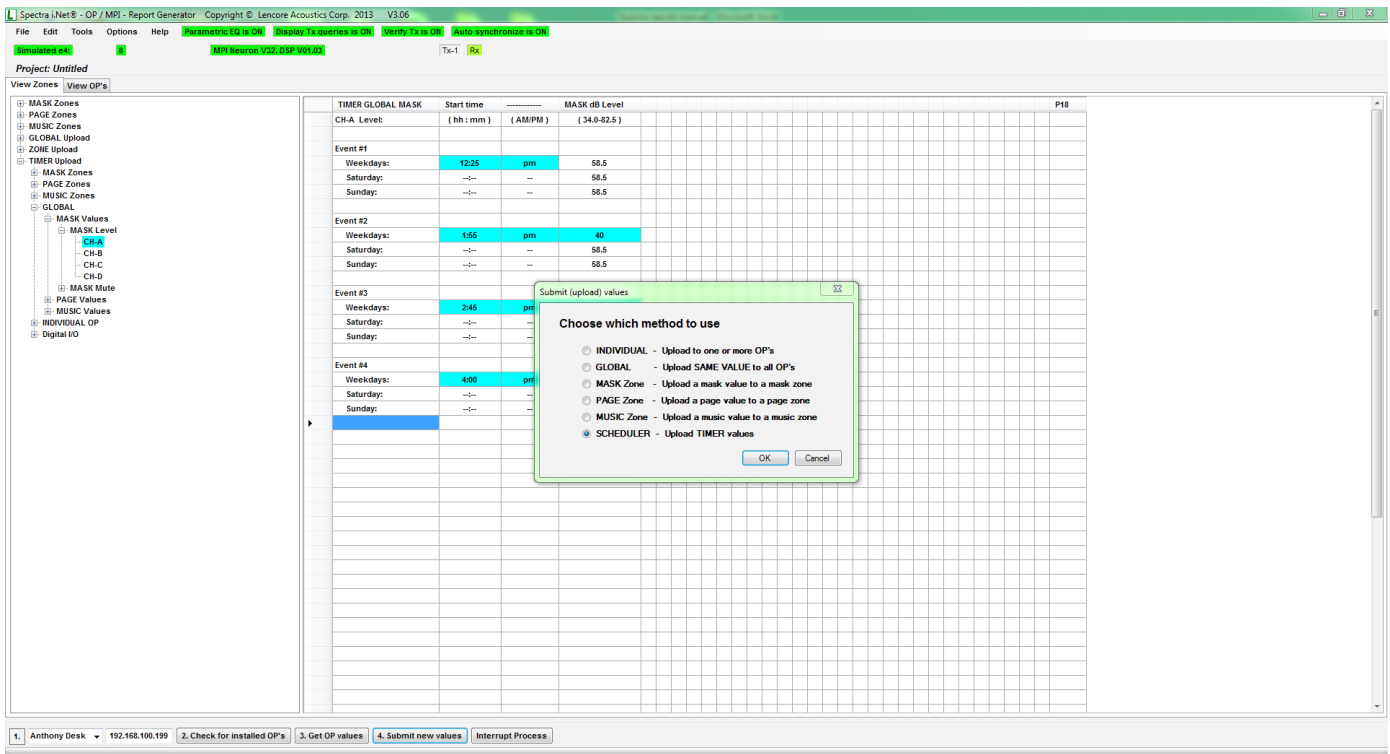 L Spectra i.Net® - OP / MPI - Report Generator Copyright © Lencore Acoustics Corp. 2013 V3.06
File Edit Tools Options Help Parametric EQ is ON Display Tx queries is ON Verify Tx is ON Auto synchronize is ON
Simulated e4: 8 MPI Neuron V32, DSP V01.03 Tx-1 Rx
Project: Untitled
View Zones View OP's
MASK Zones
PAGE Zones
MUSIC Zones
GLOBAL Upload
ZONE Upload
TIMER Upload
MASK Zones
PAGE Zones
MUSIC Zones
GLOBAL
MASK Values
MASK Level
CH-A
CH-B
CH-C
CH-D
MASK Mute
PAGE Values
MUSIC Values
INDIVIDUAL OP
Digital I/O
TIMER GLOBAL MASK Start time ------------ MASK dB Level P18
CH-A Level: ( hh : mm ) ( AM/PM ) ( 34.0-82.5 )
Event #1
Weekdays: 12:25 pm 58.5
Saturday: --:-- -- 58.5
Sunday: --:-- -- 58.5
Event #2
Weekdays: 1:55 pm 40
Saturday: --:-- -- 58.5
Sunday: --:-- -- 58.5
Event #3
Weekdays: 2:45 pm
Saturday: --:-- --
Sunday: --:-- --
Event #4
Weekdays: 4:00 pm
Saturday: --:-- --
Sunday: --:-- --
Submit (upload) values
Choose which method to use
INDIVIDUAL - Upload to one or more OP's
GLOBAL - Upload SAME VALUE to all OP's
MASK Zone - Upload a mask value to a mask zone
PAGE Zone - Upload a page value to a page zone
MUSIC Zone - Upload a music value to a music zone
SCHEDULER - Upload TIMER values
OK Cancel
1. Anthony Desk 192.168.100.199 2. Check for installed OP's 3. Get OP values 4. Submit new values Interrupt Process